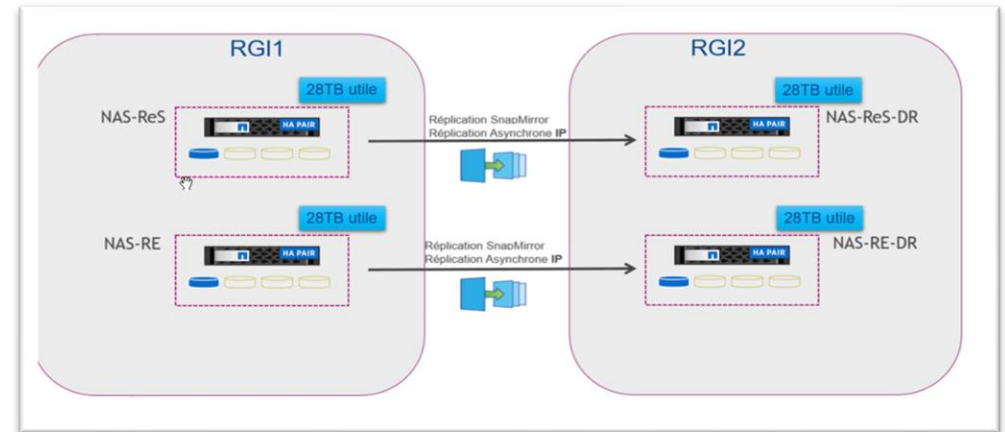 RGI1
RGI2
28TB utile
28TB utile
NAS-ReS
HA PAIR
Réplication SnapMirror
Réplication Asynchrone IP
HA PAIR
NAS-ReS-DR
28TB utile
28TB utile
NAS-RE
HA PAIR
Réplication SnapMirror
Réplication Asynchrone IP
HA PAIR
NAS-RE-DR